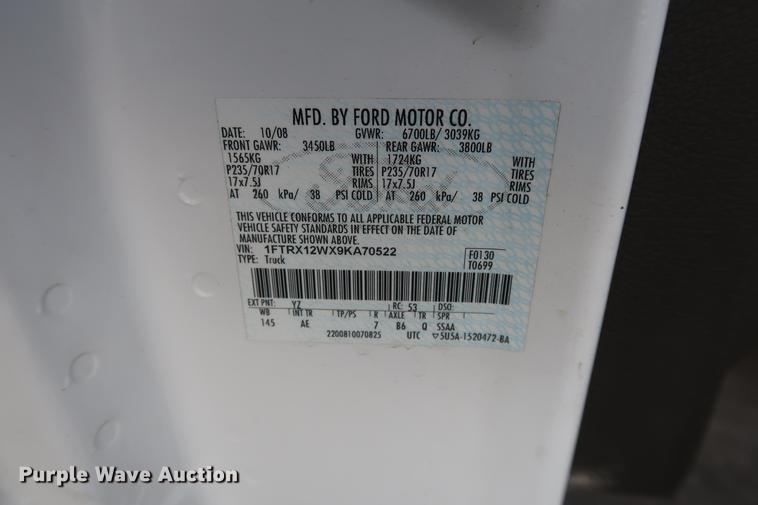 MFD. BY FORD MOTOR CO.
DATE: 10/08 GVWR: 6700LB/ 3039KG
FRONT GAWR: 3450LB REAR GAWR: 3800LB
1565KG WITH 1724KG WITH
P235/70R17 TIRES P235/70R17 TIRES
17x7.5J RIMS 17x7.5J RIMS
AT 260 kPa/ 38 PSI COLD AT 260 kPa/ 38 PSI COLD
THIS VEHICLE CONFORMS TO ALL APPLICABLE FEDERAL MOTOR
VEHICLE SAFETY STANDARDS IN EFFECT ON THE DATE OF
MANUFACTURE SHOWN ABOVE.
VIN: 1FTRX12WX9KA70522 F0130
TYPE: Truck T0699
EXT PNT: YZ RC: 53 DSO:
WB INT TR TP/PS R AXLE TR SPR
145 AE 7 B6 Q SSAA
2200810070825 UTC ▽5U5A-1520472-BA
Purple Wave Auction